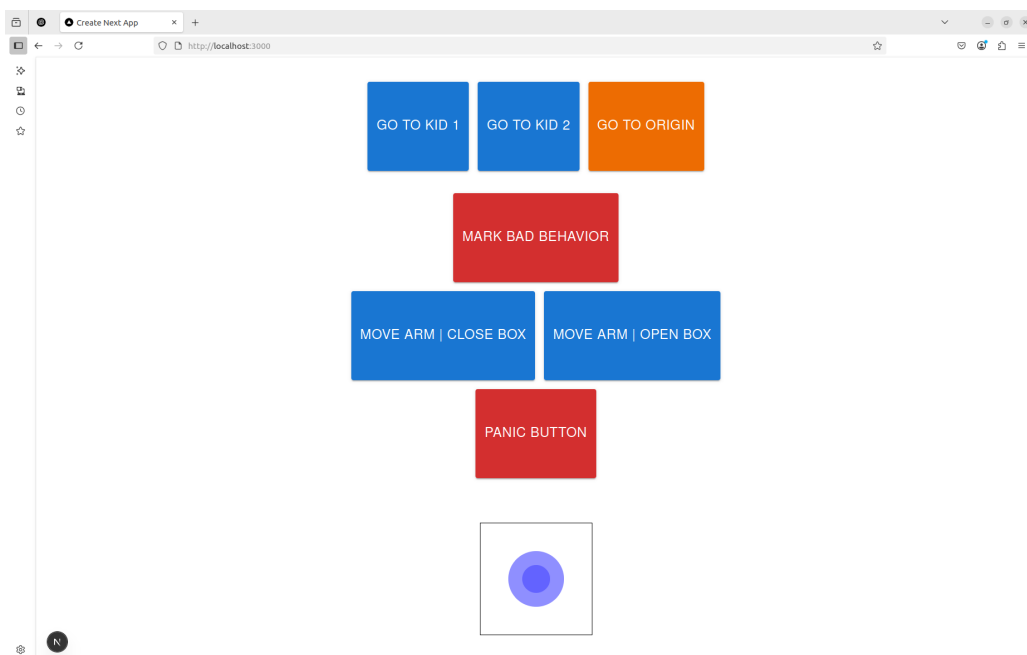 Create Next App
http://localhost:3000
GO TO KID 1
GO TO KID 2
GO TO ORIGIN
MARK BAD BEHAVIOR
MOVE ARM | CLOSE BOX
MOVE ARM | OPEN BOX
PANIC BUTTON
N